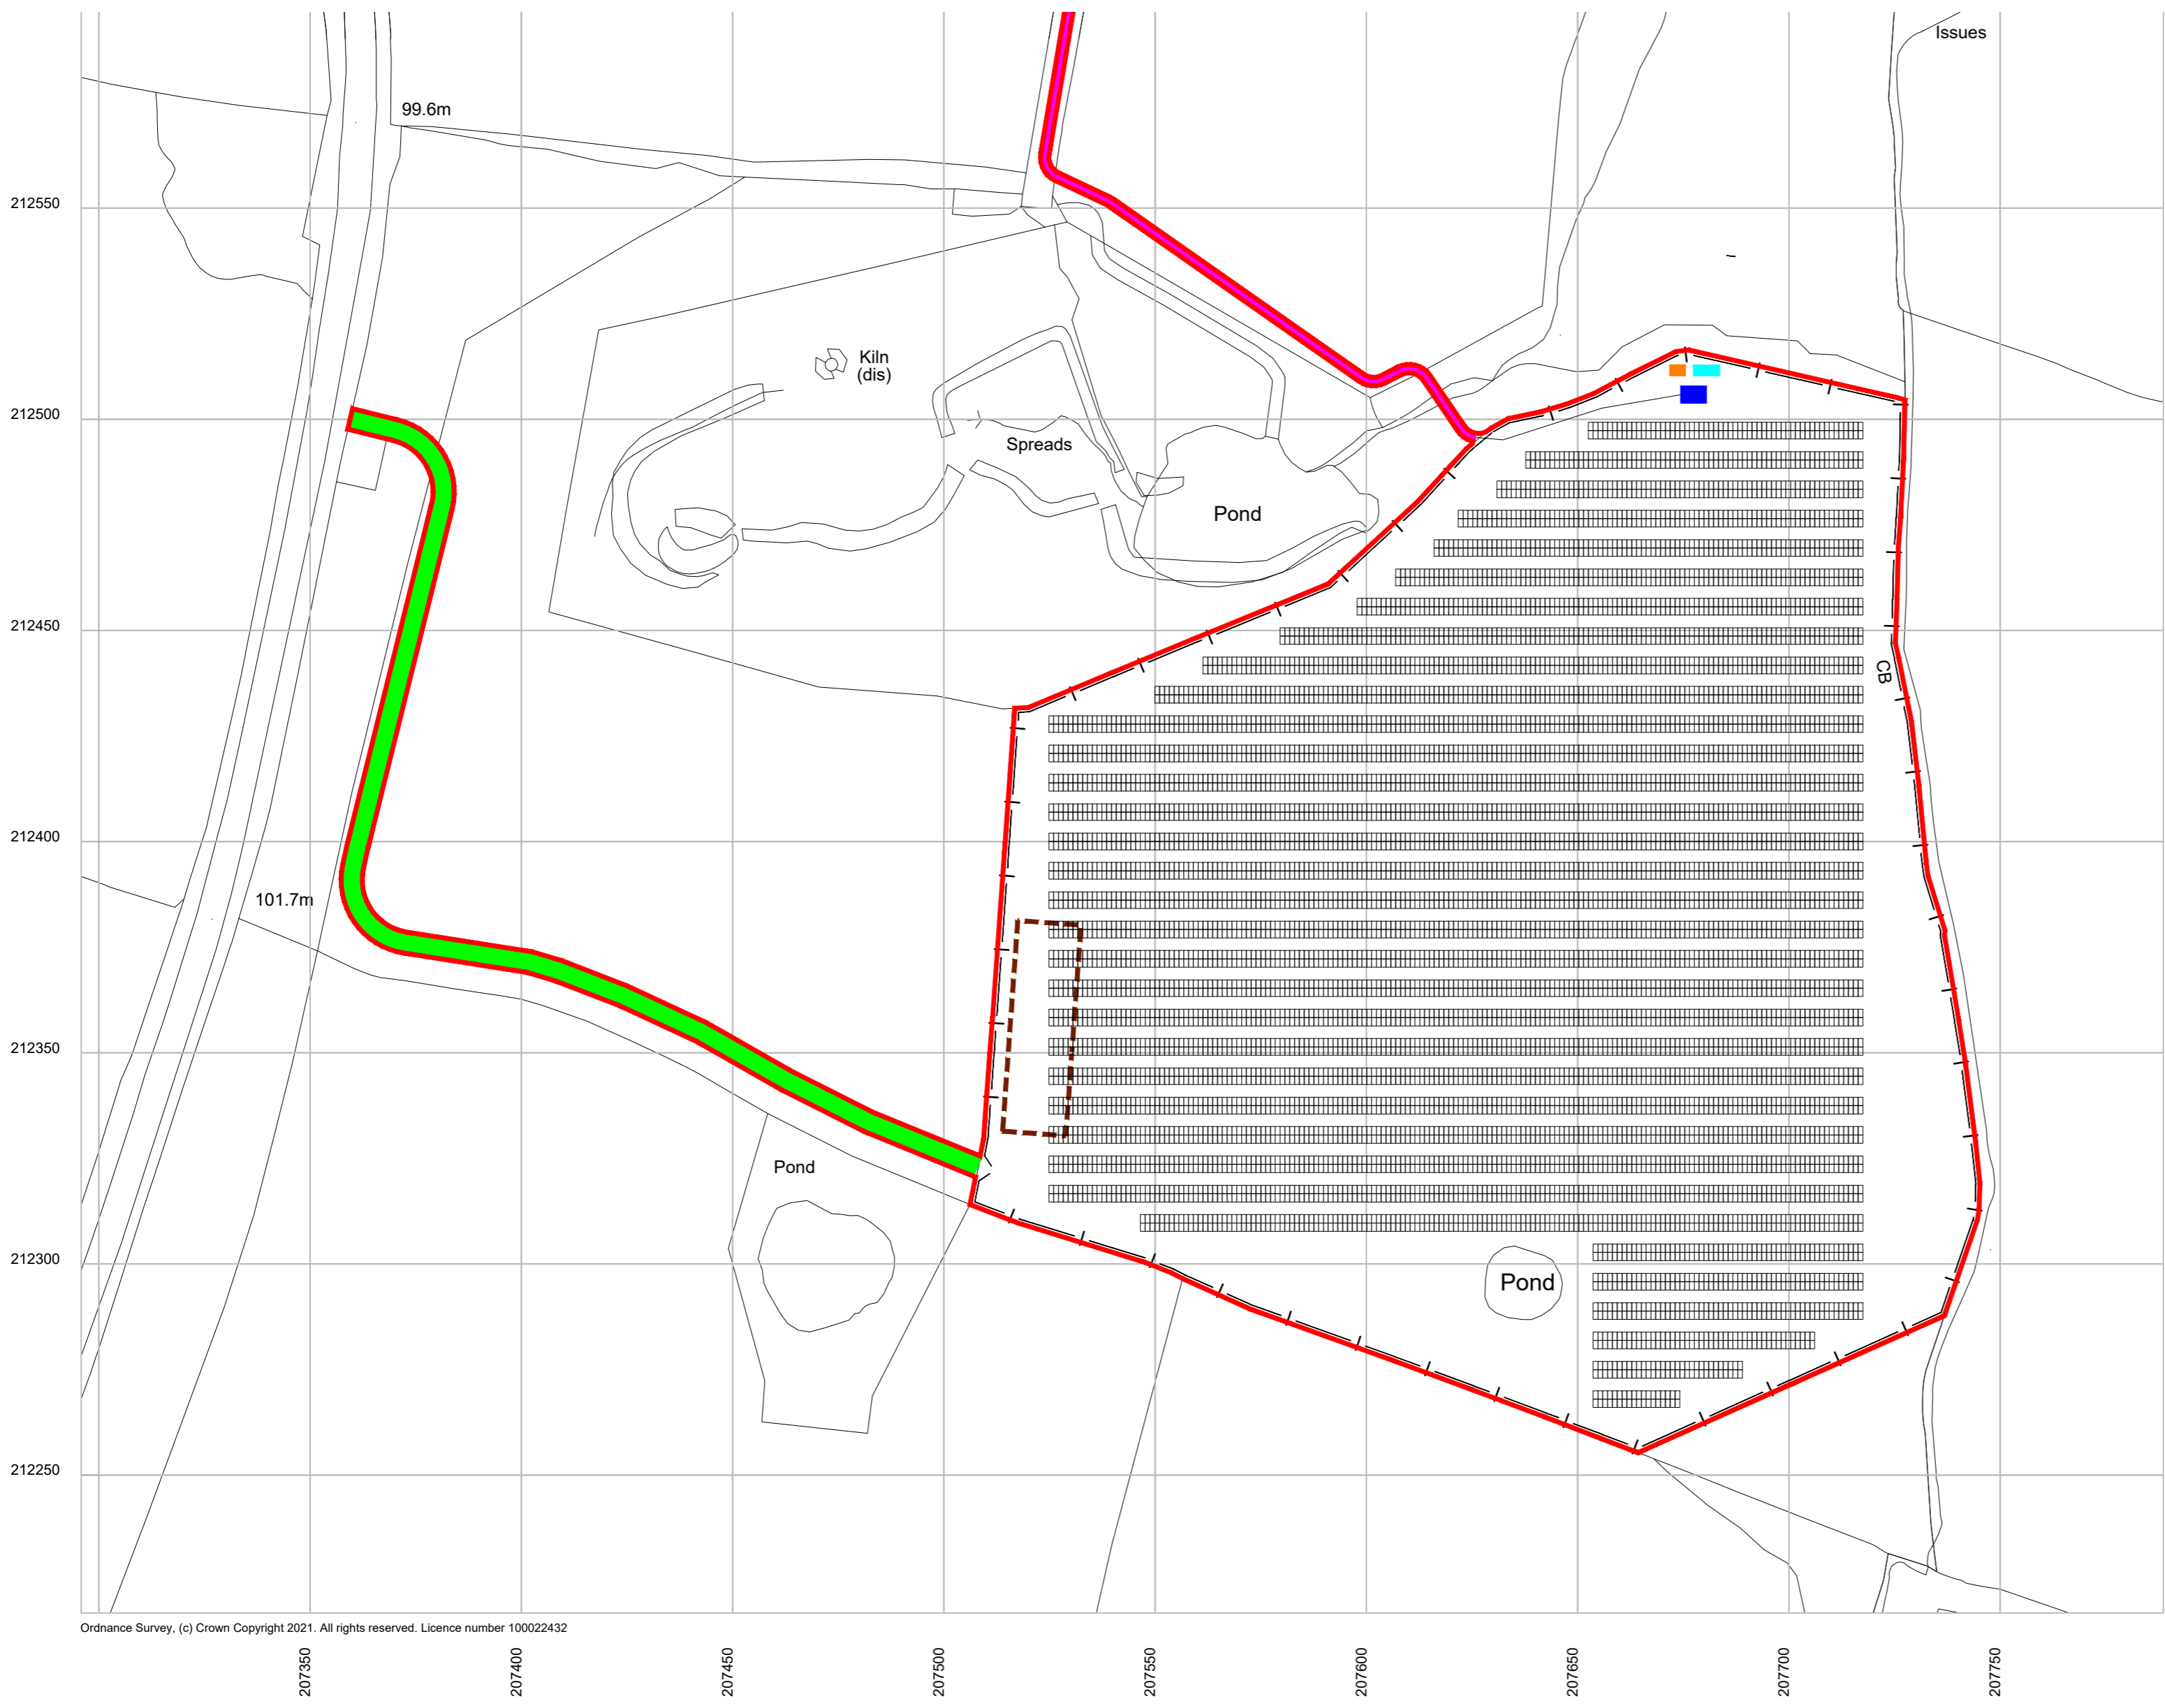 Issues
99.6m
212550
Kiln
(dis)
212500
Spreads
Pond
212450
CB
212400
101.7m
212350
Pond
212300
Pond
212250
Ordnance Survey, (c) Crown Copyright 2021. All rights reserved. Licence number 100022432
207350
207400
207450
207500
207550
207600
207650
207700
207750